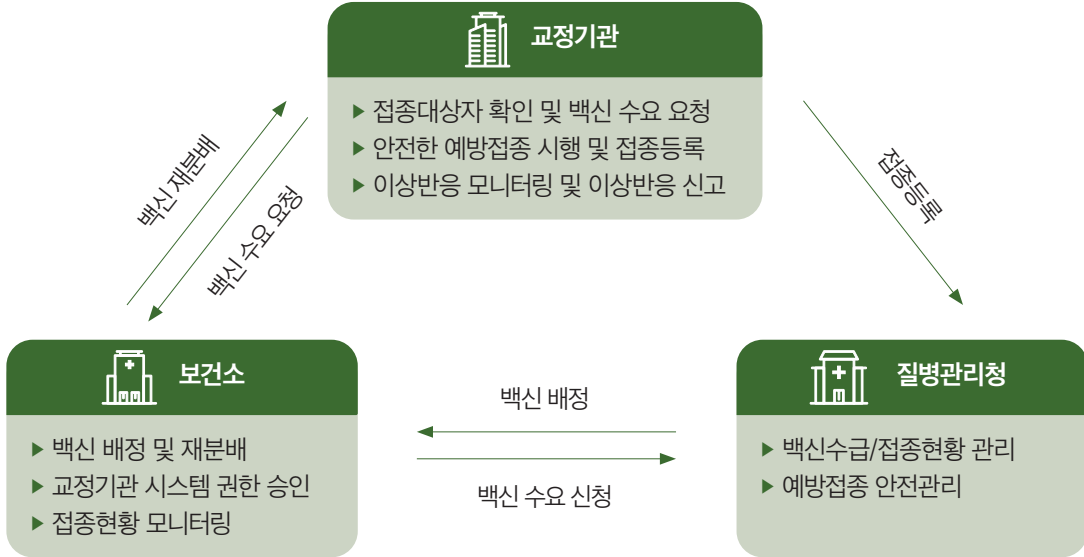 교정기관
▶ 접종대상자 확인 및 백신 수요 요청
▶ 안전한 예방접종 시행 및 접종등록
▶ 이상반응 모니터링 및 이상반응 신고
백신 재분배
백신 수요 요청
접종등록
보건소
▶ 백신 배정 및 재분배
▶ 교정기관 시스템 권한 승인
▶ 접종현황 모니터링
백신 배정
백신 수요 신청
질병관리청
▶ 백신수급/접종현황 관리
▶ 예방접종 안전관리